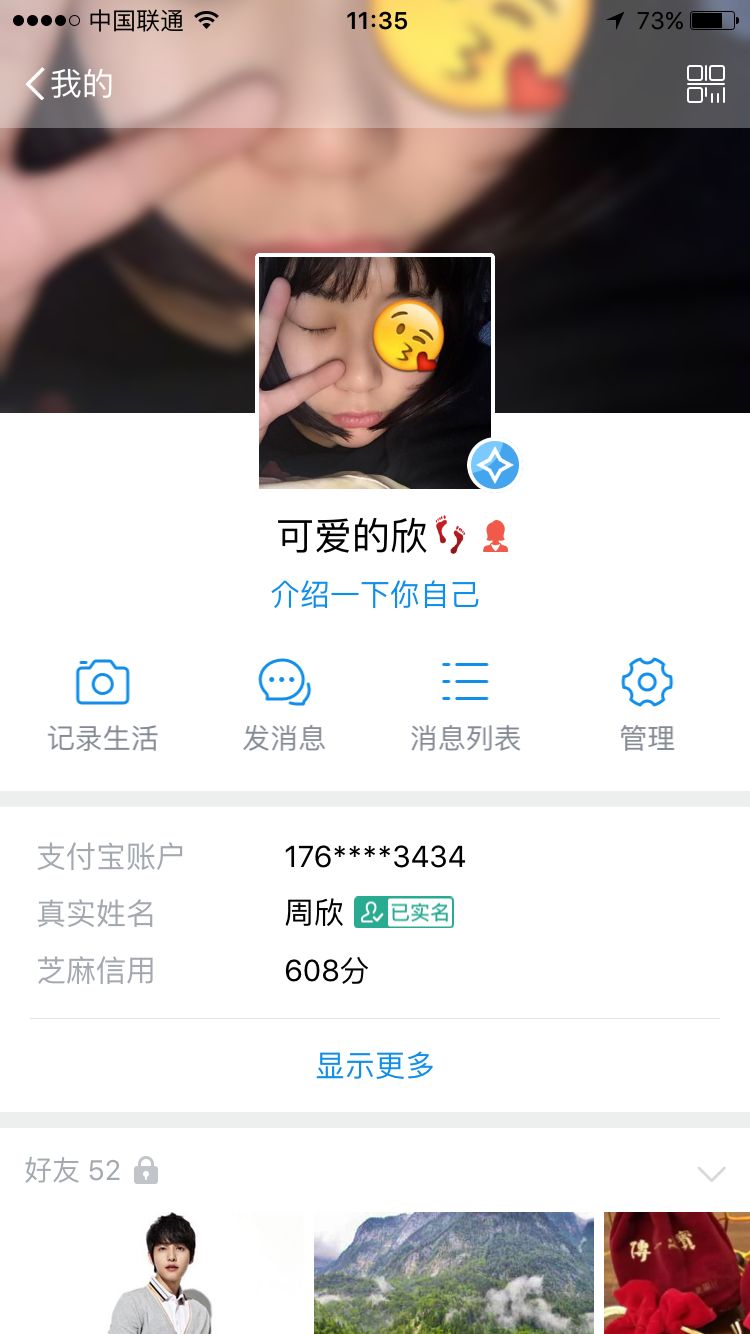 中国联通 11:35 73%
我的
可爱的欣
介绍一下你自己
记录生活 发消息 消息列表 管理
支付宝账户 176****3434
真实姓名 周欣 已实名
芝麻信用 608分
显示更多
好友 52